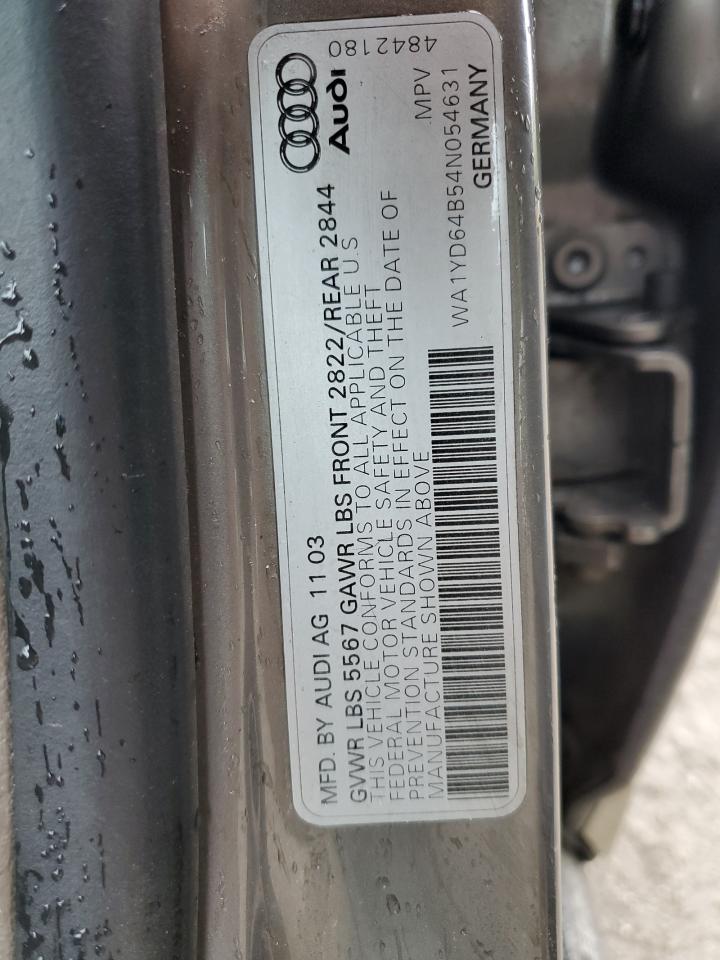 4842180
Audi
MFD. BY AUDI AG 11 03
GVWR LBS 5567 GAWR LBS FRONT 2822/REAR 2844
THIS VEHICLE CONFORMS TO ALL APPLICABLE U.S
FEDERAL MOTOR VEHICLE SAFETY AND THEFT
PREVENTION STANDARDS IN EFFECT ON THE DATE OF
MANUFACTURE SHOWN ABOVE
MPV
WA1YD64B54N054631
GERMANY